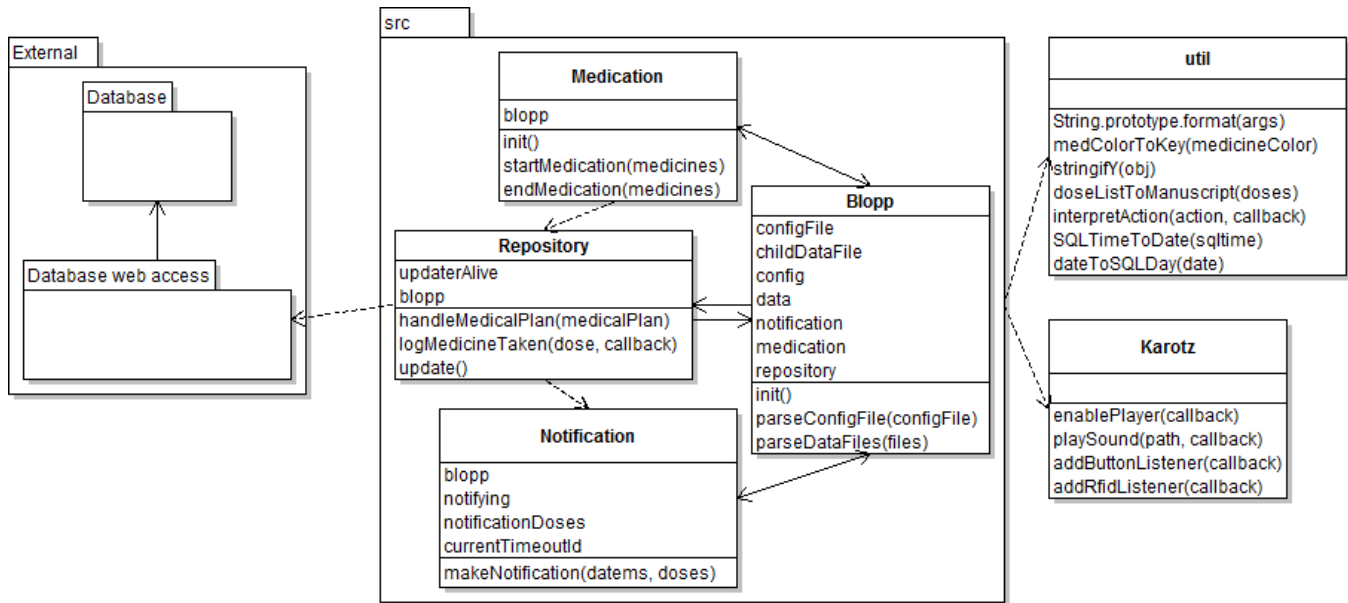 External
Database
Database web access
src
Medication
blopp
init()
startMedication(medicines)
endMedication(medicines)
Repository
updaterAlive
blopp
handleMedicalPlan(medicalPlan)
logMedicineTaken(dose, callback)
update()
Notification
blopp
notifying
notificationDoses
currentTimeoutId
makeNotification(datems, doses)
Blopp
configFile
childDataFile
config
data
notification
medication
repository
init()
parseConfigFile(configFile)
parseDataFiles(files)
util
String.prototype.format(args)
medColorToKey(medicineColor)
stringifY(obj)
doseListToManuscript(doses)
interpretAction(action, callback)
SQLTimeToDate(sqltime)
dateToSQLDay(date)
Karotz
enablePlayer(callback)
playSound(path, callback)
addButtonListener(callback)
addRfidListener(callback)